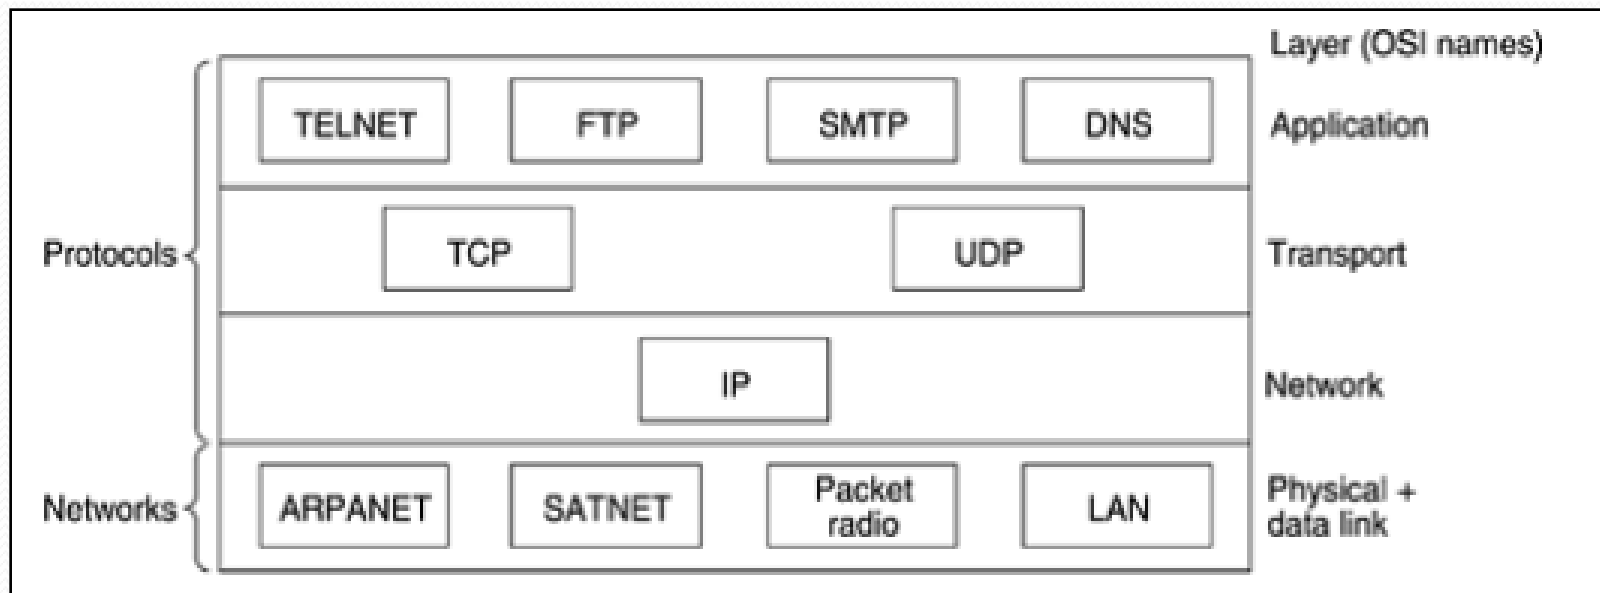 Layer (OSI names)
TELNET FTP SMTP DNS Application
Protocols TCP UDP Transport
IP Network
Networks ARPANET SATNET Packet radio LAN Physical + data link